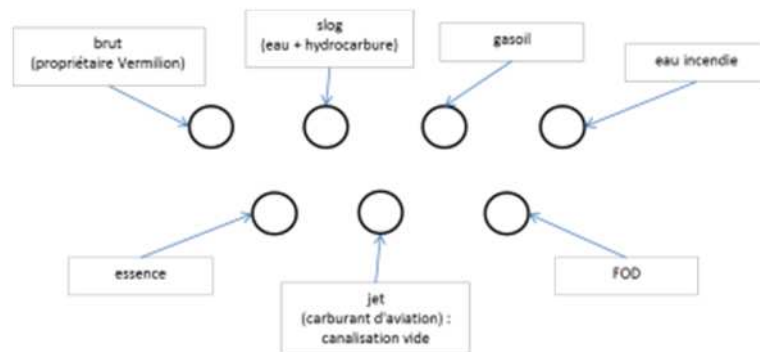 brut
(propriétaire Vermilion)
slog
(eau + hydrocarbure)
gasoil
eau incendie
essence
jet
(carburant d'aviation) :
canalisation vide
FOD